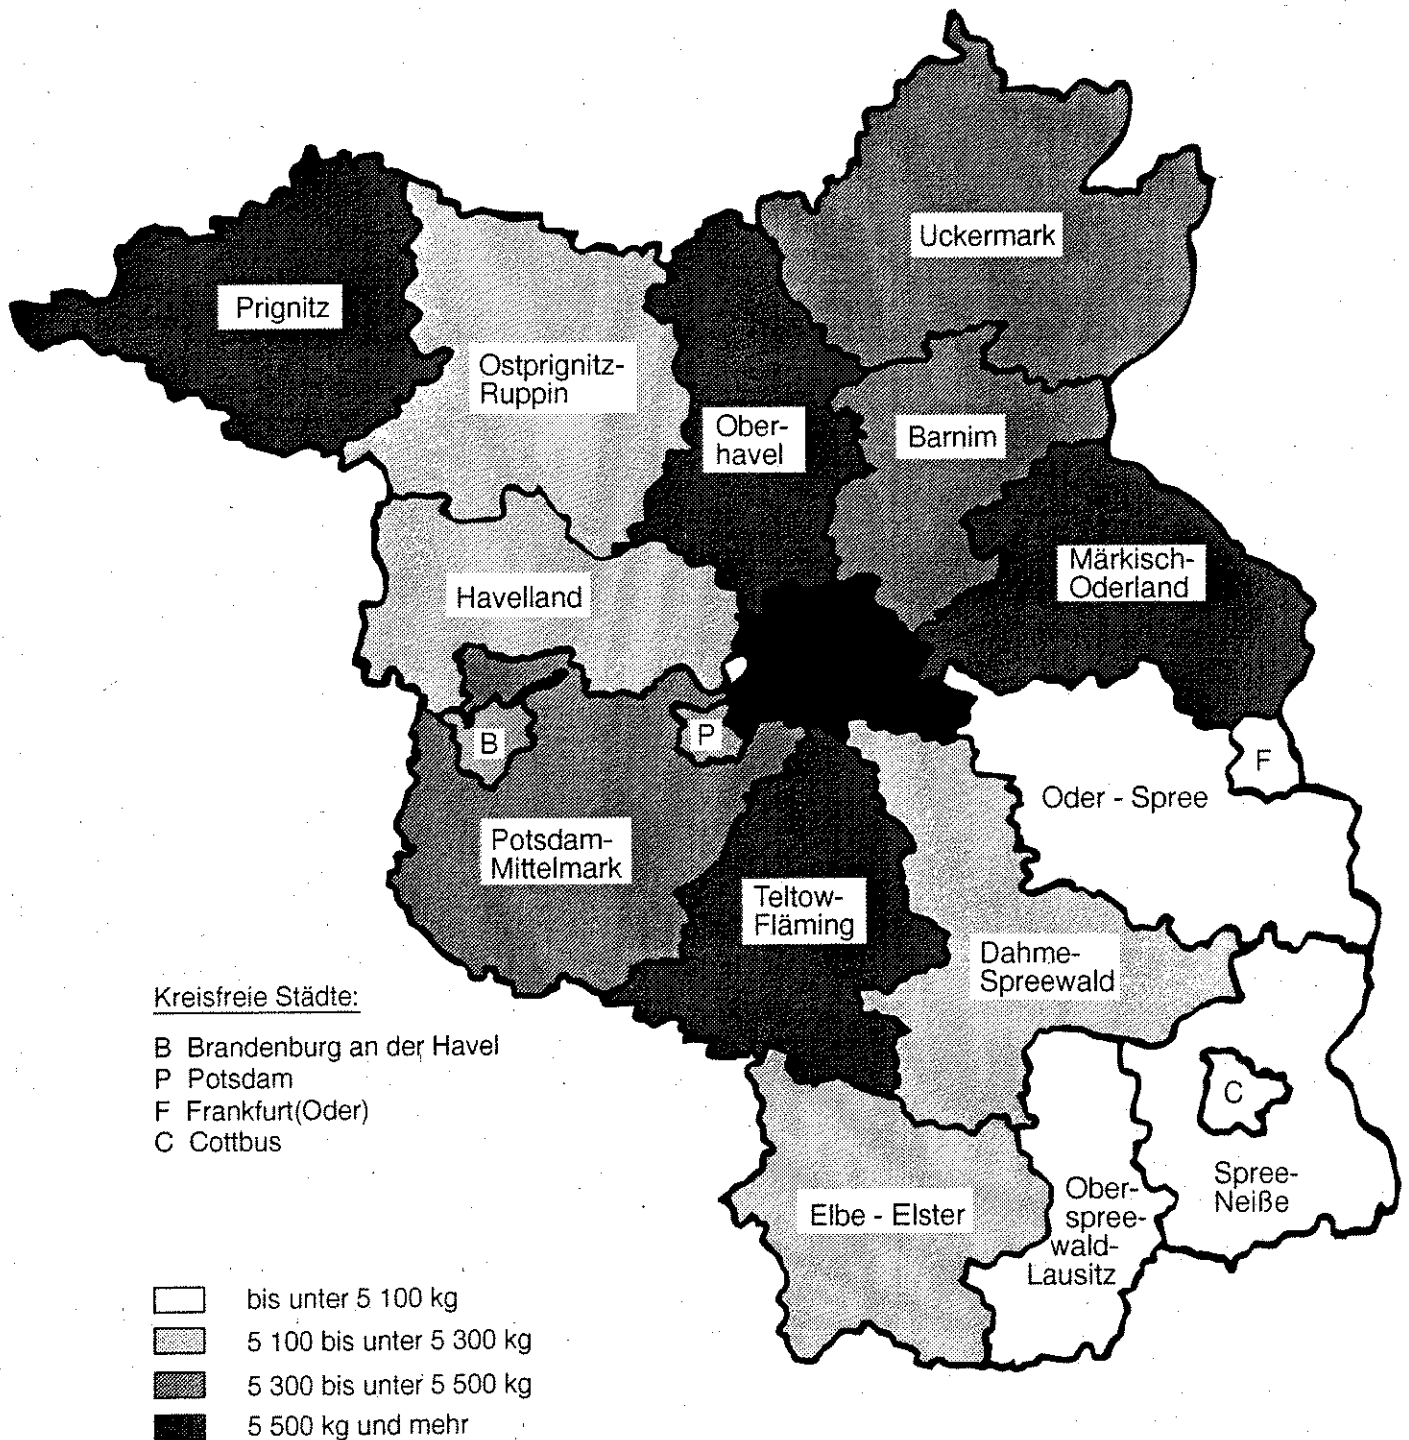 Uckermark
Prignitz
Ostprignitz-
Ruppin
Ober-
havel
Barnim
Märkisch-
Oderland
Havelland
B
P
F
Oder - Spree
Potsdam-
Mittelmark
Teltow-
Fläming
Dahme-
Spreewald
Kreisfreie Städte:
B Brandenburg an der Havel
P Potsdam
F Frankfurt(Oder)
C Cottbus
C
Spree-
Neiße
Elbe - Elster
Ober-
spree-
wald-
Lausitz
bis unter 5 100 kg
5 100 bis unter 5 300 kg
5 300 bis unter 5 500 kg
5 500 kg und mehr